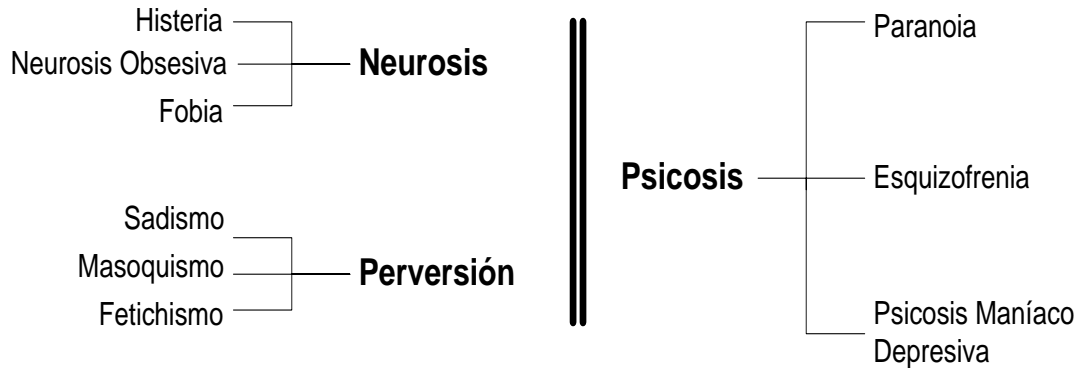 Histeria
Neurosis Obsesiva
Fobia
Neurosis
Sadismo
Masoquismo
Fetichismo
Perversión
Psicosis
Paranoia
Esquizofrenia
Psicosis Maníaco
Depresiva